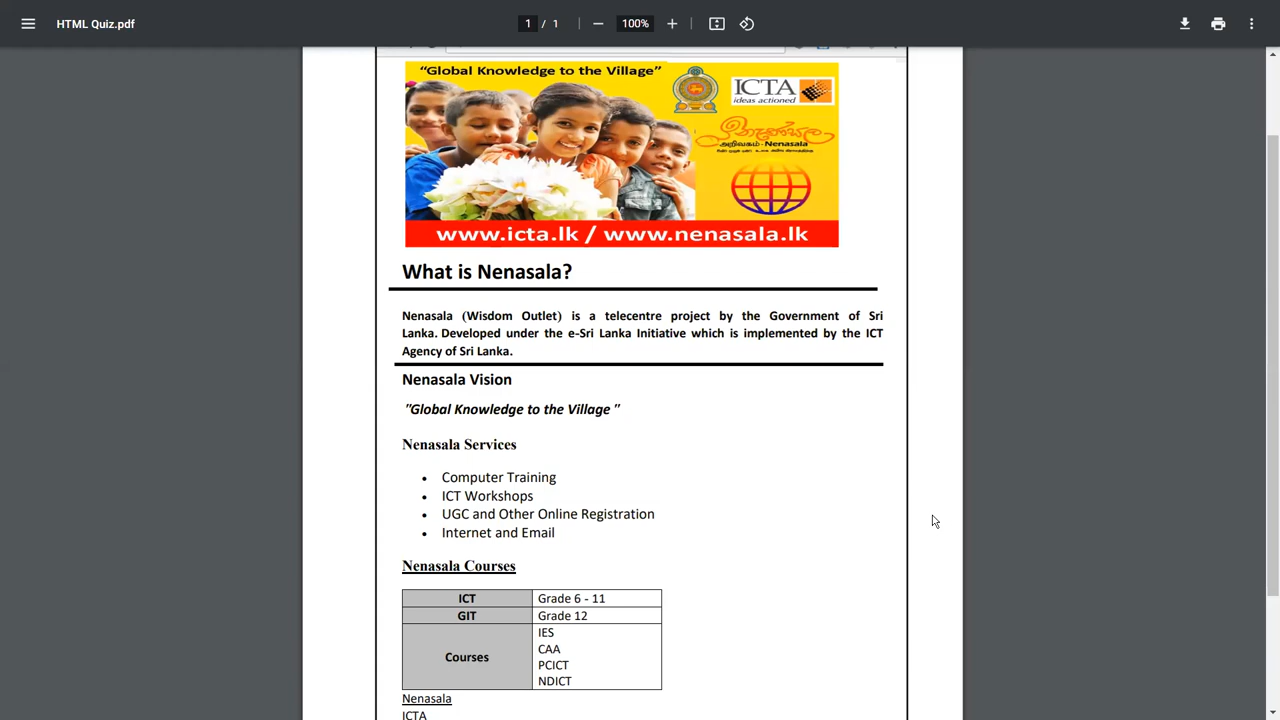 HTML Quiz.pdf
1 / 1
100%
“Global Knowledge to the Village”
ICTA
ideas actioned
நැණසල
அறிவகம் - Nenasala
www.icta.lk / www.nenasala.lk
What is Nenasala?
Nenasala (Wisdom Outlet) is a telecentre project by the Government of Sri
Lanka. Developed under the e-Sri Lanka Initiative which is implemented by the ICT
Agency of Sri Lanka.
Nenasala Vision
"Global Knowledge to the Village "
Nenasala Services
• Computer Training
• ICT Workshops
• UGC and Other Online Registration
• Internet and Email
Nenasala Courses
ICT Grade 6 - 11
GIT Grade 12
Courses
IES
CAA
PCICT
NDICT
Nenasala
ICTA